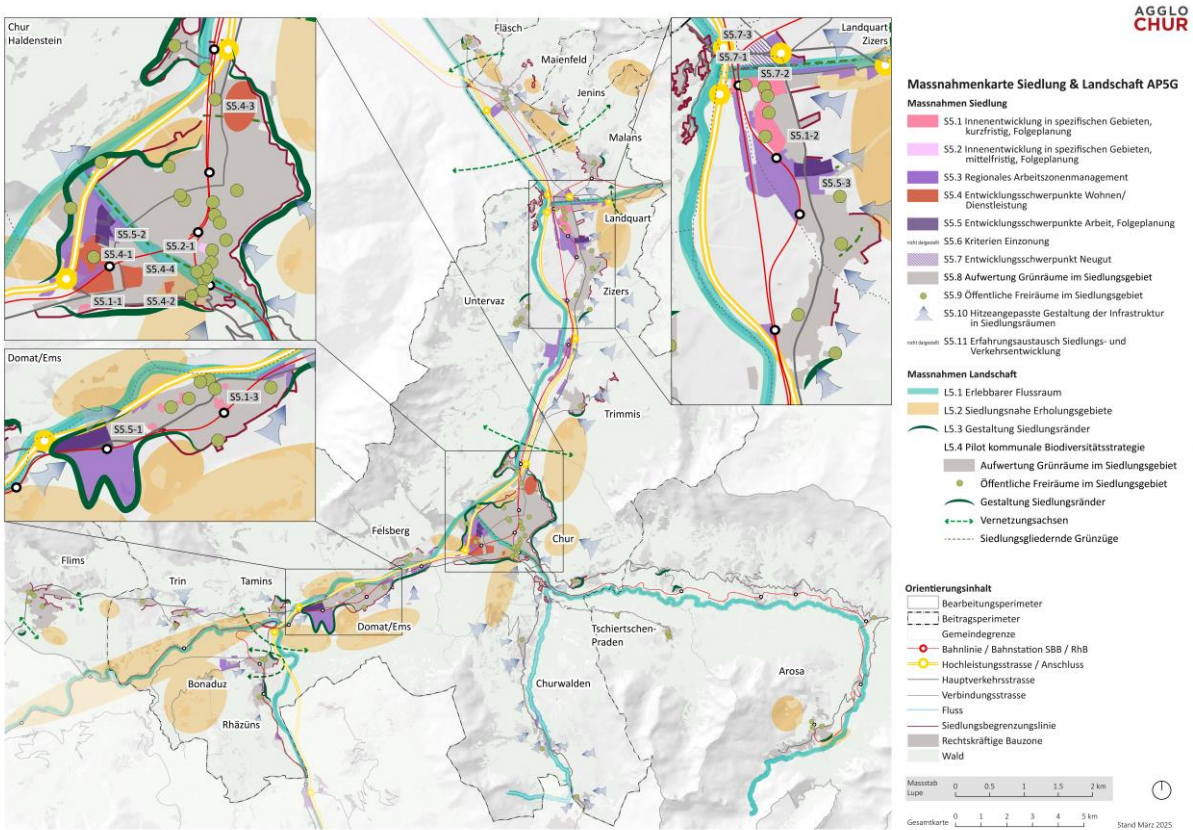 AGGLO
CHUR
Chur
Haldenstein
S5.4-3
S5.5-2
S5.2-1
S5.4-1
S5.4-4
S5.1-1
S5.4-2
Domat/Ems
S5.1-3
S5.5-1
Landquart
Zizers
S5.7-3
S5.7-1
S5.7-2
S5.1-2
S5.5-3
Fläsch
Maienfeld
Jenins
Malans
Landquart
Zizers
Untervaz
Trimmis
Felsberg
Chur
Flims
Trin
Tamins
Domat/Ems
Tschiertschen-
Praden
Bonaduz
Churwalden
Arosa
Rhäzüns
Massnahmenkarte Siedlung & Landschaft AP5G
Massnahmen Siedlung
S5.1 Innenentwicklung in spezifischen Gebieten,
kurzfristig, Folgeplanung
S5.2 Innenentwicklung in spezifischen Gebieten,
mittelfristig, Folgeplanung
S5.3 Regionales Arbeitszonenmanagement
S5.4 Entwicklungsschwerpunkte Wohnen/
Dienstleistung
S5.5 Entwicklungsschwerpunkte Arbeit, Folgeplanung
nicht dargestellt S5.6 Kriterien Einzonung
S5.7 Entwicklungsschwerpunkt Neugut
S5.8 Aufwertung Grünräume im Siedlungsgebiet
S5.9 Öffentliche Freiräume im Siedlungsgebiet
S5.10 Hitzeangepasste Gestaltung der Infrastruktur
in Siedlungsräumen
nicht dargestellt S5.11 Erfahrungsaustausch Siedlungs- und
Verkehrsentwicklung
Massnahmen Landschaft
L5.1 Erlebbarer Flussraum
L5.2 Siedlungsnahe Erholungsgebiete
L5.3 Gestaltung Siedlungsränder
L5.4 Pilot kommunale Biodiversitätsstrategie
Aufwertung Grünräume im Siedlungsgebiet
Öffentliche Freiräume im Siedlungsgebiet
Gestaltung Siedlungsränder
Vernetzungsachsen
Siedlungsgliedernde Grünzüge
Orientierungsinhalt
Bearbeitungsperimeter
Beitragsperimeter
Gemeindegrenze
Bahnlinie / Bahnstation SBB / RhB
Hochleistungsstrasse / Anschluss
Hauptverkehrsstrasse
Verbindungsstrasse
Fluss
Siedlungsbegrenzungslinie
Rechtskräftige Bauzone
Wald
Massstab
Lupe 0 0.5 1 1.5 2 km
Gesamtkarte 0 1 2 3 4 5 km
Stand März 2025